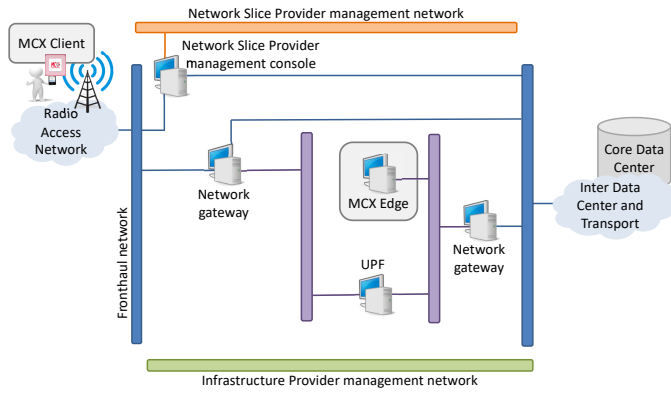 Network Slice Provider management network
MCX Client
Network Slice Provider
management console
Radio
Access
Network
Core Data
Center
Inter Data
Center and
Transport
Network
gateway
MCX Edge
Network
gateway
UPF
Fronthaul network
Infrastructure Provider management network